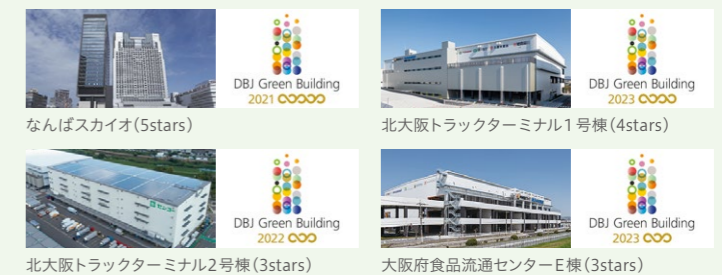 DBJ Green Building
2021
なんばスカイオ(5stars)
DBJ Green Building
2023
北大阪トラックターミナル1号棟(4stars)
DBJ Green Building
2022
北大阪トラックターミナル2号棟(3stars)
DBJ Green Building
2023
大阪府食品流通センターE棟(3stars)